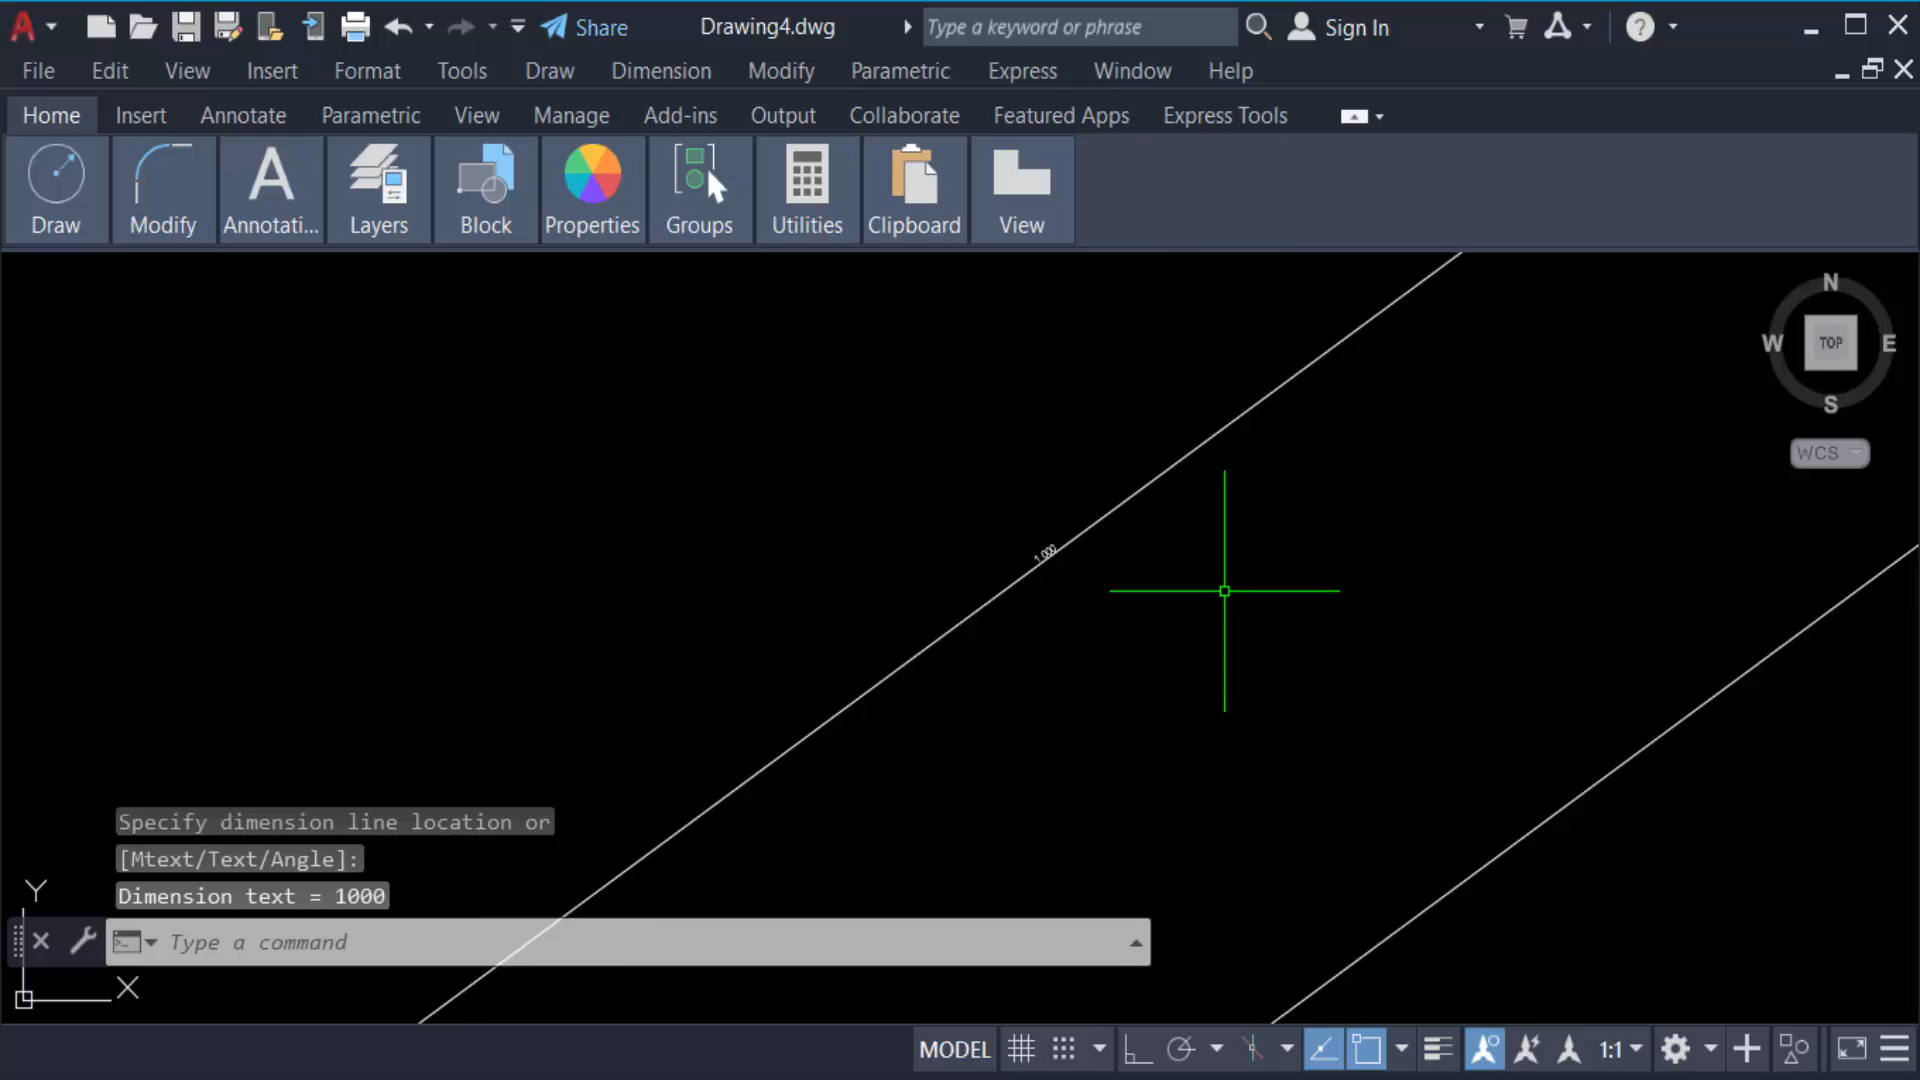 Share
Drawing4.dwg
Type a keyword or phrase
Sign In
File Edit View Insert Format Tools Draw Dimension Modify Parametric Express Window Help
Home Insert Annotate Parametric View Manage Add-ins Output Collaborate Featured Apps Express Tools
Draw Modify Annotati... Layers Block Properties Groups Utilities Clipboard View
N
W TOP E
S
WCS
1.000
Specify dimension line location or
[Mtext/Text/Angle]:
Dimension text = 1000
Y
Type a command
X
MODEL 1:1